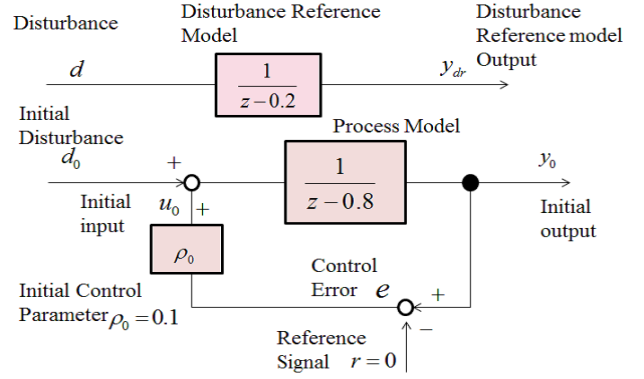 Disturbance
Disturbance Reference
Model
Disturbance
Reference model
Output
d
1
z-0.2
y_dr
Initial
Disturbance
Process Model
d_0
+
1
z-0.8
y_0
Initial
input
u_0
+
Initial
output
ρ_0
Control
Error
e
+
Initial Control
Parameter ρ_0 = 0.1
−
Reference
Signal r = 0